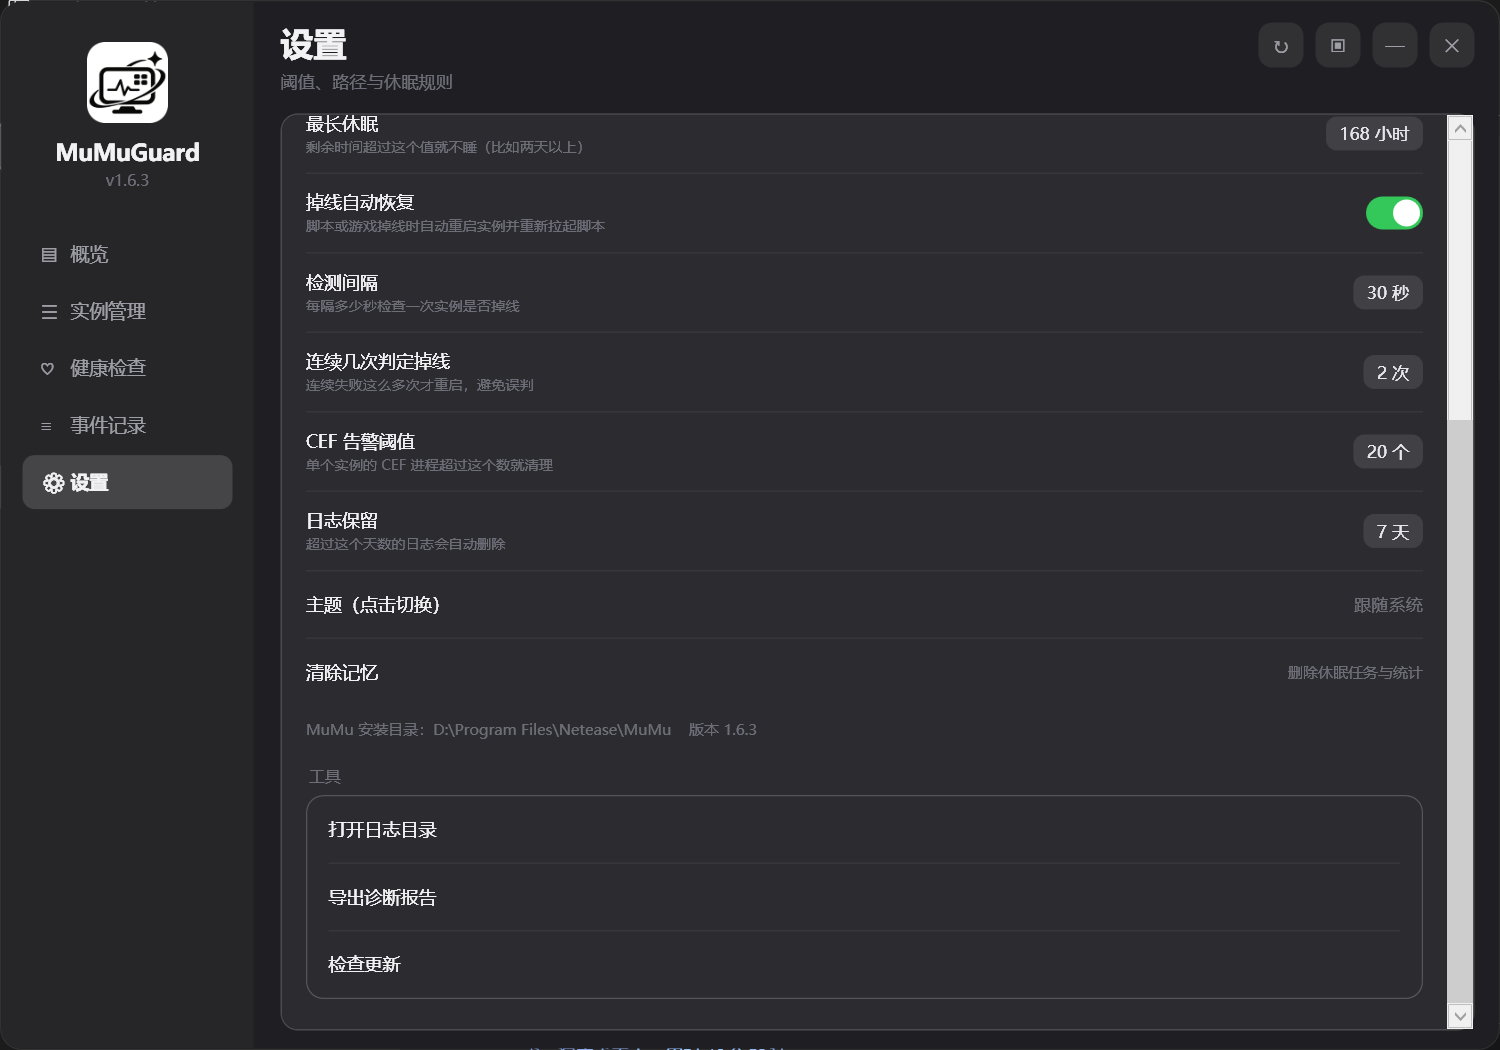 MuMuGuard
v1.6.3
概览
实例管理
健康检查
事件记录
设置
设置
阈值、路径与休眠规则
最长休眠
168 小时
剩余时间超过这个值就不睡（比如两天以上）
掉线自动恢复
脚本或游戏掉线时自动重启实例并重新拉起脚本
检测间隔
30 秒
每隔多少秒检查一次实例是否掉线
连续几次判定掉线
2 次
连续失败这么多次才重启，避免误判
CEF 告警阈值
20 个
单个实例的 CEF 进程超过这个数就清理
日志保留
7 天
超过这个天数的日志会自动删除
主题（点击切换）
跟随系统
清除记忆
删除休眠任务与统计
MuMu 安装目录：D:\Program Files\Netease\MuMu 版本 1.6.3
工具
打开日志目录
导出诊断报告
检查更新